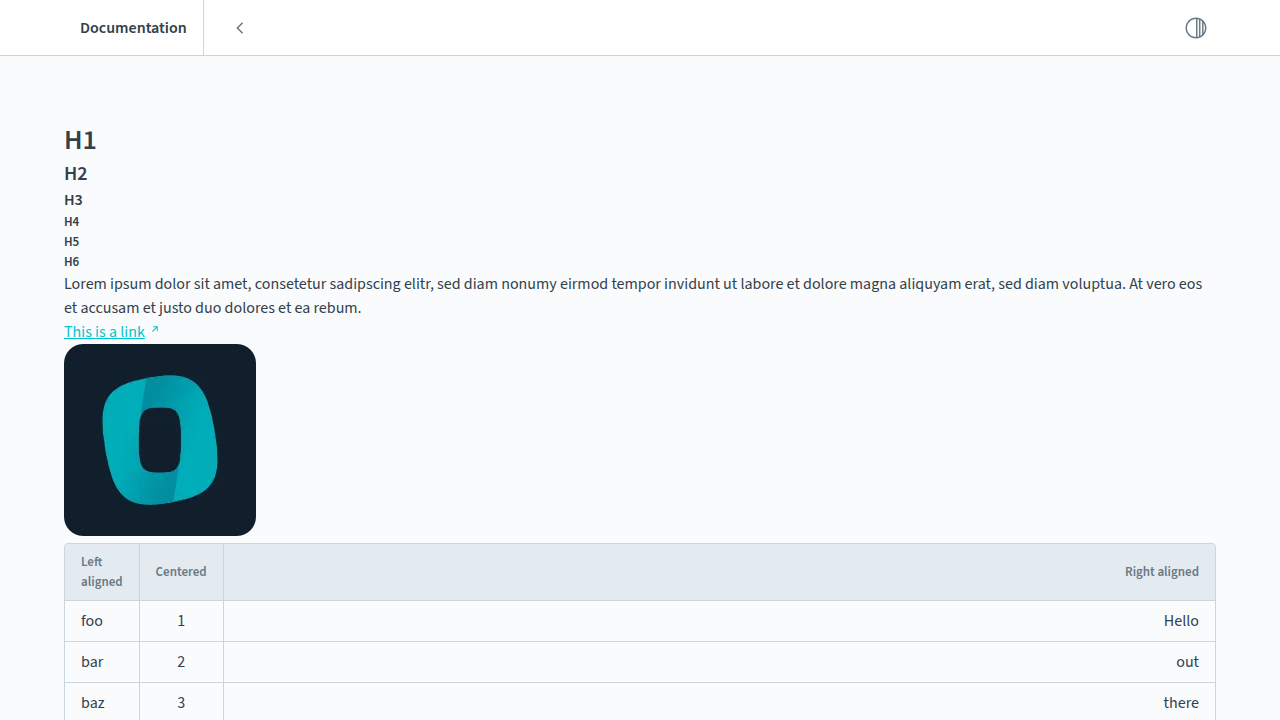 Documentation
H1
H2
H3
H4
H5
H6
Lorem ipsum dolor sit amet, consetetur sadipscing elitr, sed diam nonumy eirmod tempor invidunt ut labore et dolore magna aliquyam erat, sed diam voluptua. At vero eos
et accusam et justo duo dolores et ea rebum.
This is a link
Left
aligned
Centered
Right aligned
foo 1 Hello
bar 2 out
baz 3 there